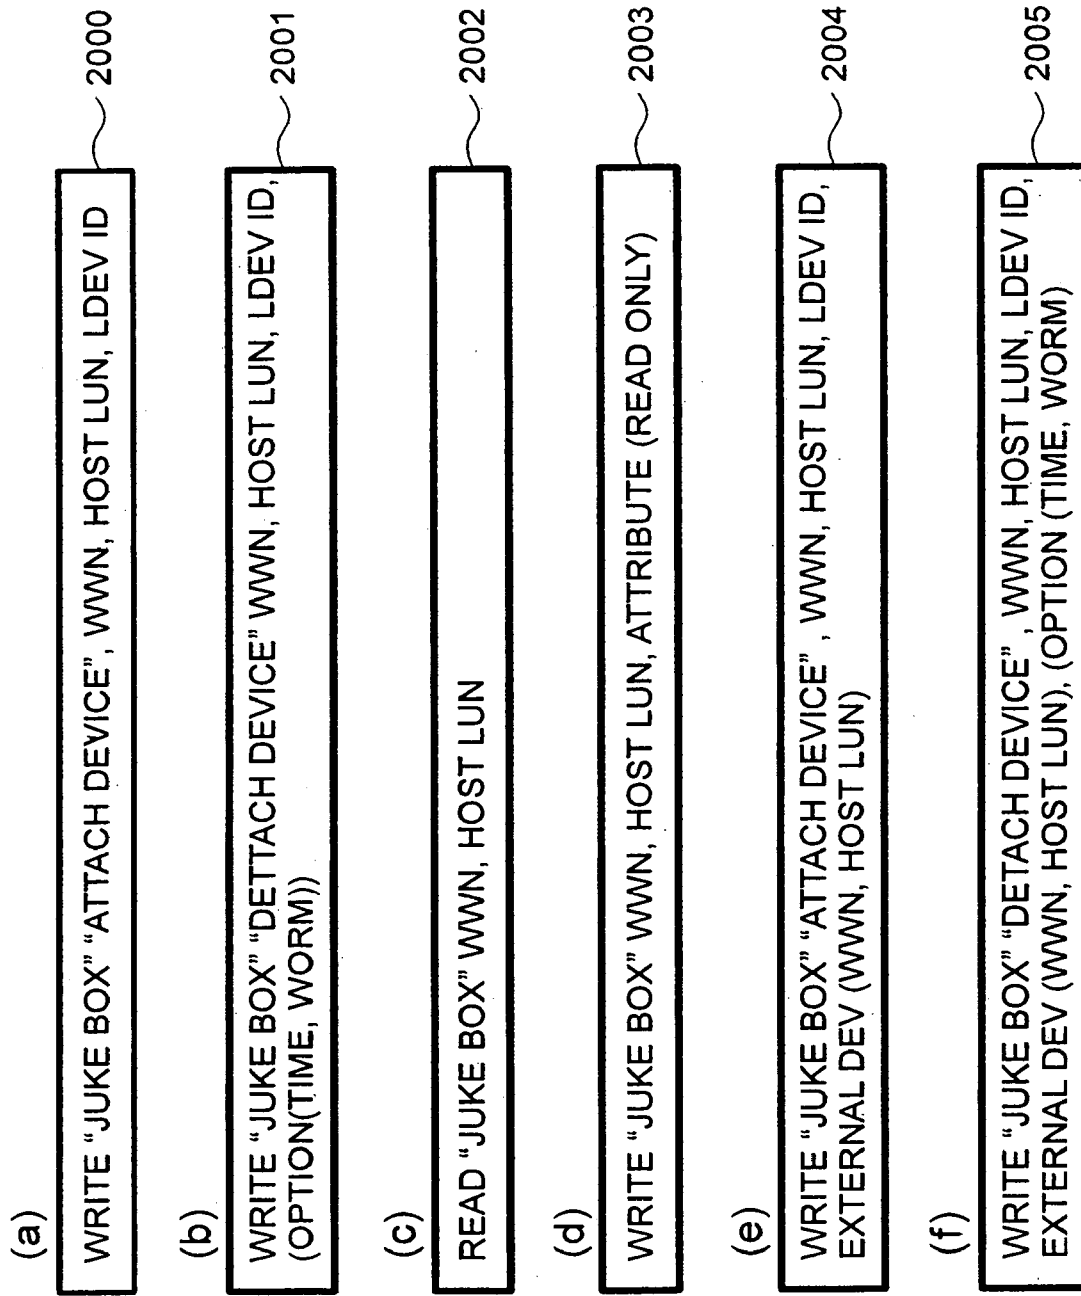 (a)
WRITE “JUKE BOX” “ATTACH DEVICE”, WWN, HOST LUN, LDEV ID
2000
(b)
WRITE “JUKE BOX” “DETTACH DEVICE” WWN, HOST LUN, LDEV ID,
(OPTION(TIME, WORM))
2001
(c)
READ “JUKE BOX” WWN, HOST LUN
2002
(d)
WRITE “JUKE BOX” WWN, HOST LUN, ATTRIBUTE (READ ONLY)
2003
(e)
WRITE “JUKE BOX” “ATTACH DEVICE” , WWN, HOST LUN, LDEV ID,
EXTERNAL DEV (WWN, HOST LUN)
2004
(f)
WRITE “JUKE BOX” “DETACH DEVICE” , WWN, HOST LUN, LDEV ID,
EXTERNAL DEV (WWN, HOST LUN), (OPTION (TIME, WORM)
2005